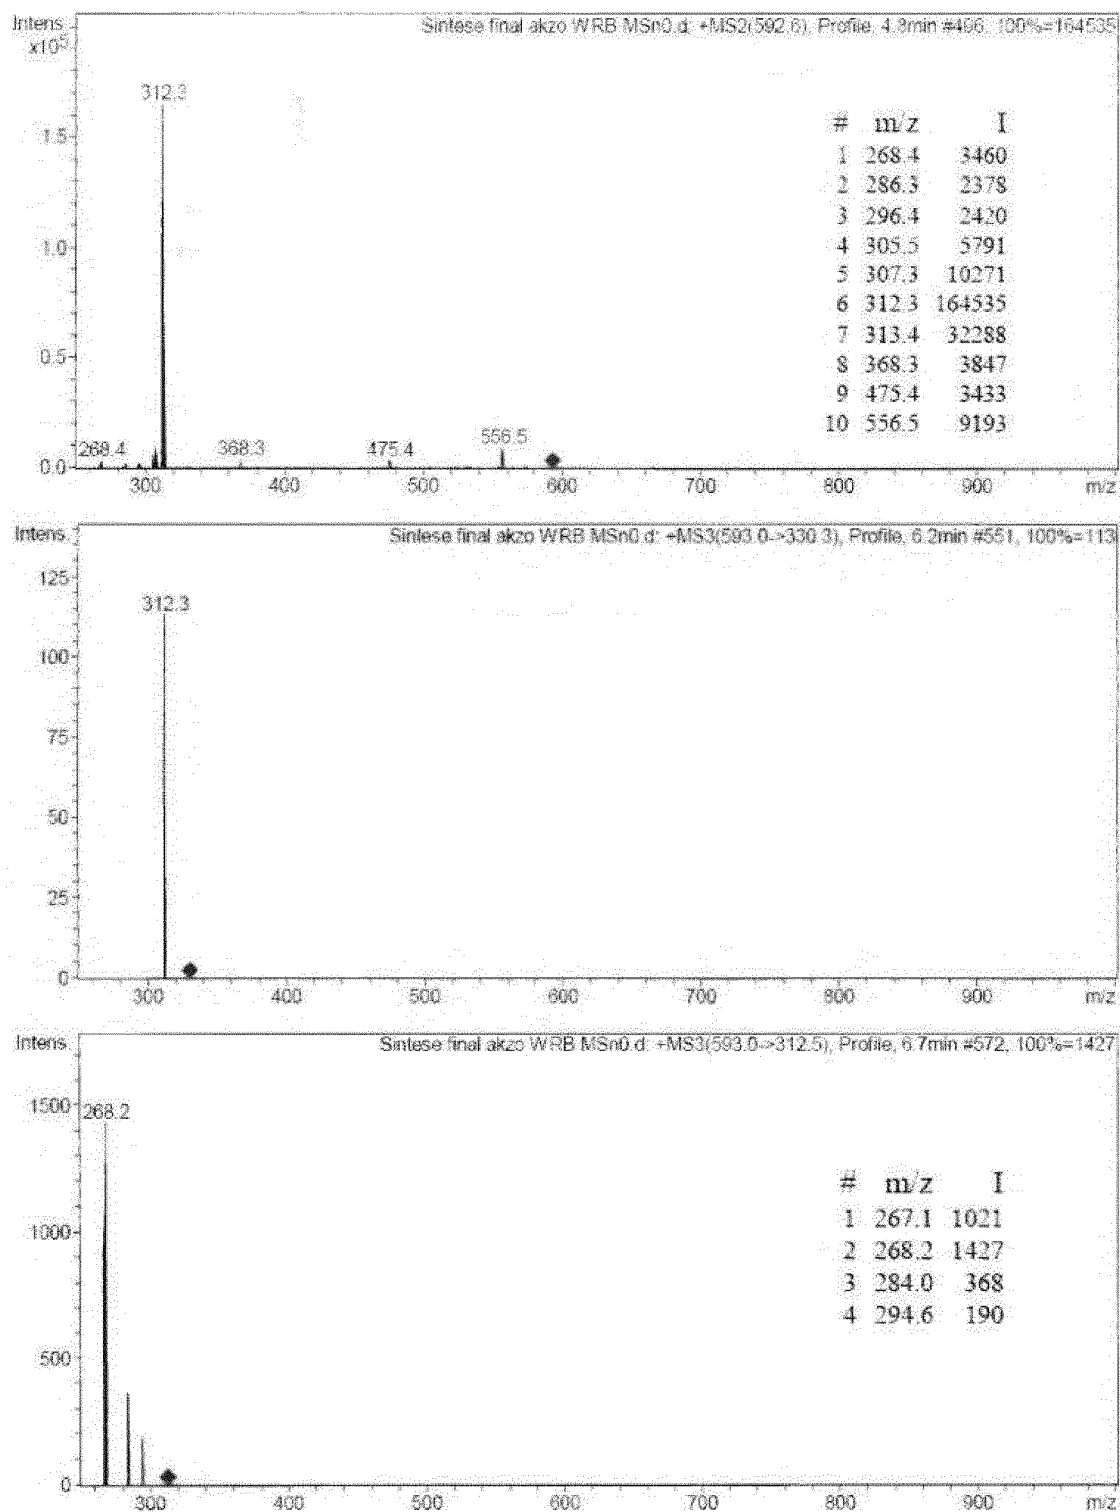 Intens. Sintese final akzo WRB MSn0.d: +MS2(592.6), Profile, 4.8min #496, 100%=164535
x10⁵
312.3
# m/z I
1.5
1 268.4 3460
2 286.3 2378
3 296.4 2420
1.0
4 305.5 5791
5 307.3 10271
6 312.3 164535
7 313.4 32288
0.5
8 368.3 3847
9 475.4 3433
10 556.5 9193
268.4 368.3 475.4 556.5
0.0
300 400 500 600 700 800 900 m/z
Intens. Sintese final akzo WRB MSn0.d: +MS3(593.0->330.3), Profile, 6.2min #551, 100%=113
125
312.3
100
75
50
25
0
300 400 500 600 700 800 900 m/z
Intens. Sintese final akzo WRB MSn0.d: +MS3(593.0->312.5), Profile, 6.7min #572, 100%=1427
1500
268.2
# m/z I
1 267.1 1021
1000
2 268.2 1427
3 284.0 368
4 294.6 190
500
0
300 400 500 600 700 800 900 m/z